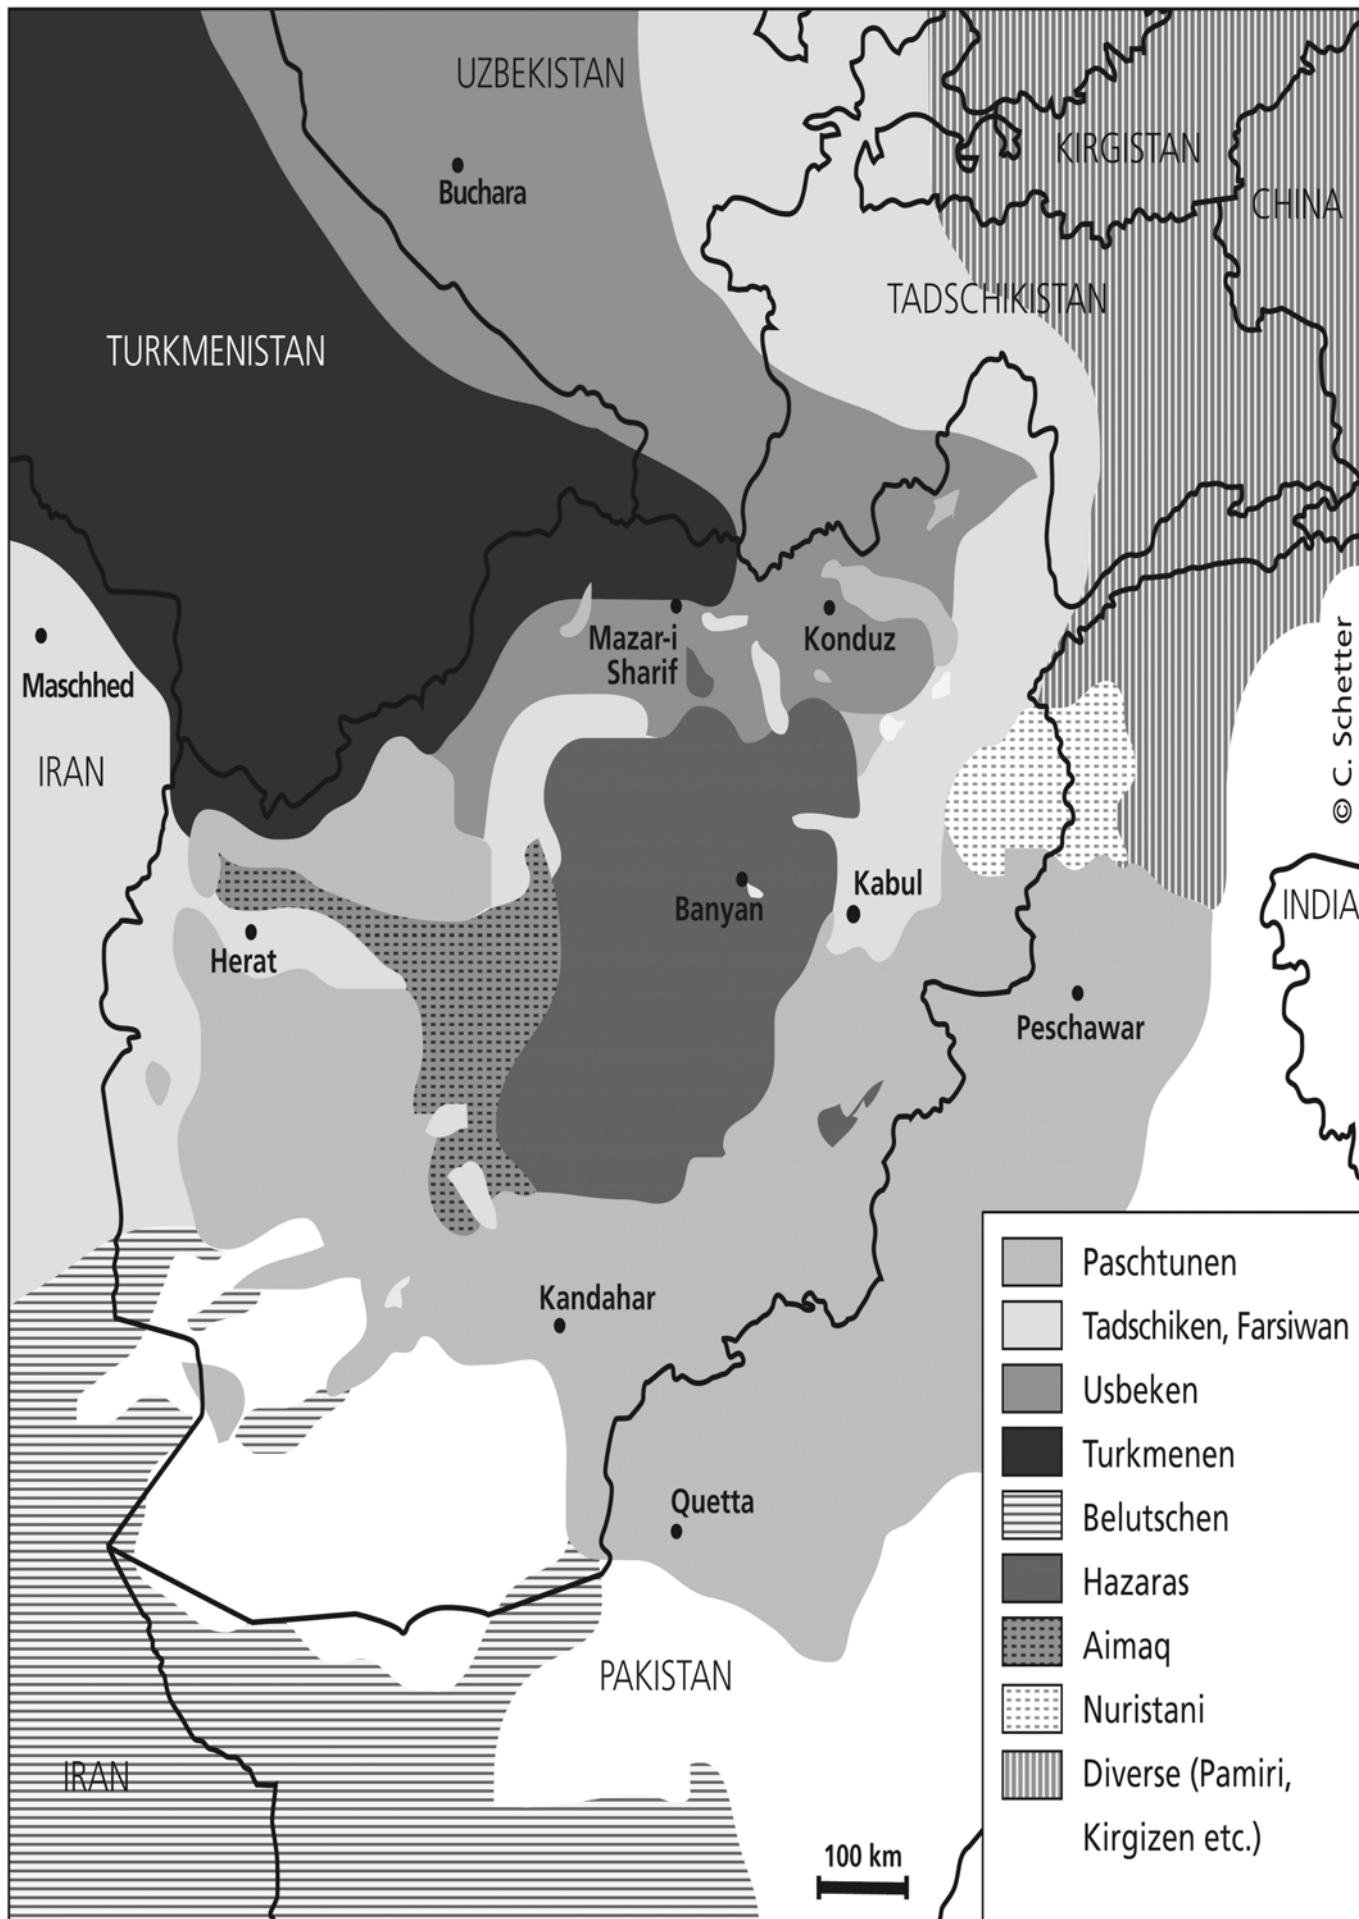 UZBEKISTAN
Buchara
KIRGISTAN
CHINA
TADSCHIKISTAN
TURKMENISTAN
Mazar-i
Sharif
Konduz
Maschhed
IRAN
© C. Schetter
Banyan
Kabul
INDIA
Herat
Peschawar
Kandahar
Quetta
PAKISTAN
IRAN
100 km
Paschtunen
Tadschiken, Farsiwan
Usbeken
Turkmenen
Belutschen
Hazaras
Aimaq
Nuristani
Diverse (Pamiri,
Kirgizen etc.)